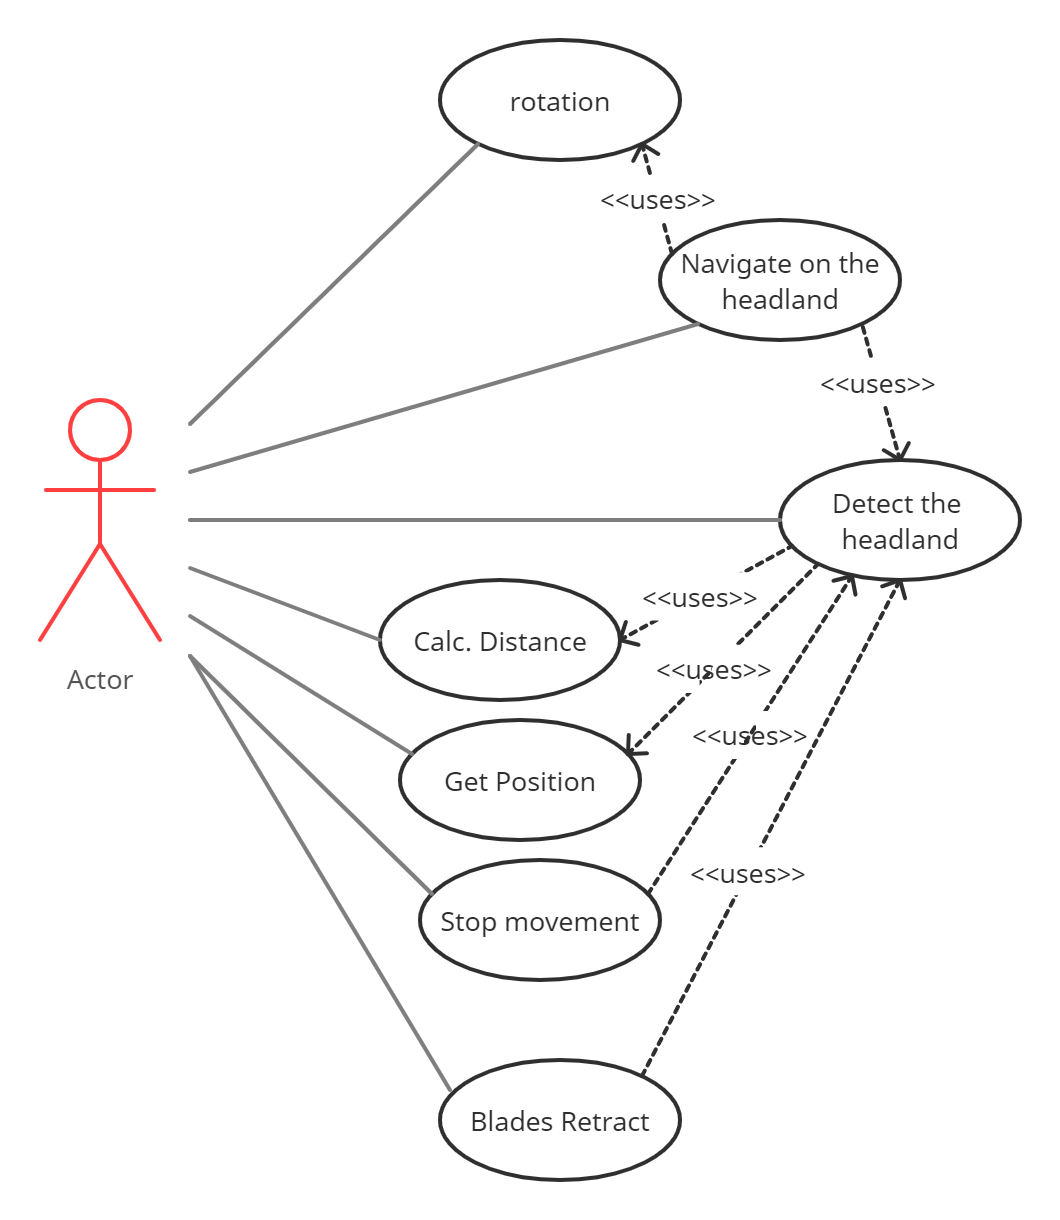 rotation
<<uses>>
Navigate on the
headland
<<uses>>
Detect the
headland
<<uses>>
Calc. Distance
<<uses>>
Actor
<<uses>>
Get Position
<<uses>>
Stop movement
Blades Retract